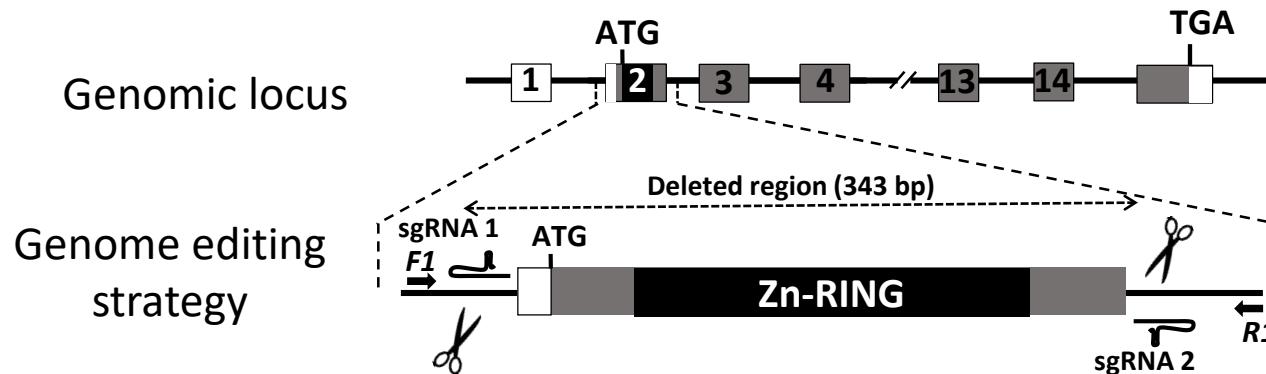 ATG
TGA
Genomic locus
1 2 3 4 13 14
Deleted region (343 bp)
Genome editing
strategy
sgRNA 1
ATG
F1
Zn-RING
R1
sgRNA 2